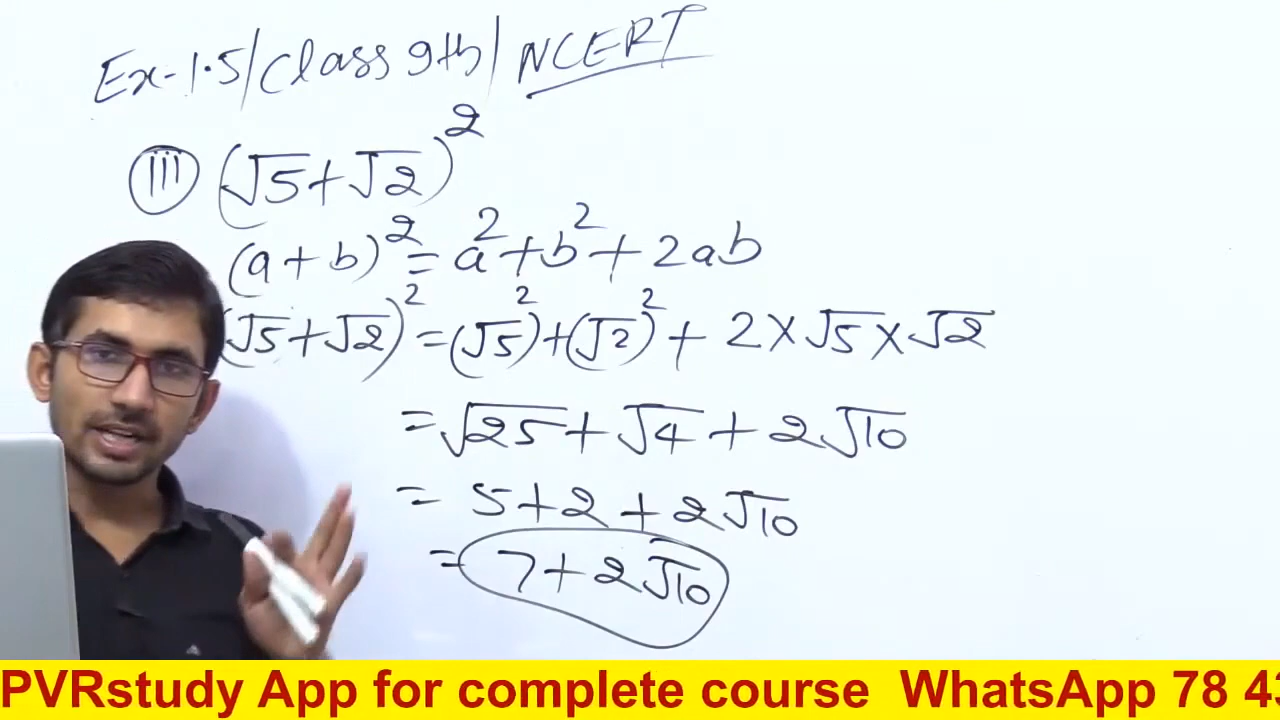 Ex-1.5/Class 9th/NCERT
(iii) (√5+√2)²
(a+b)² = a²+b²+2ab
(√5+√2)² = (√5)²+(√2)²+ 2×√5×√2
= √25+√4+2√10
= 5+2+2√10
= 7+2√10
PVRstudy App for complete course WhatsApp 78 43